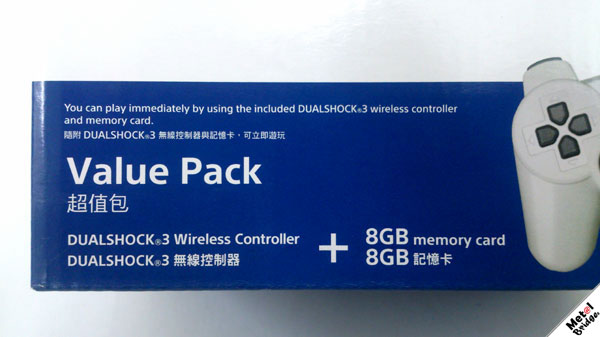 You can play immediately by using the included DUALSHOCK®3 wireless controller
and memory card.
隨附 DUALSHOCK®3 無線控制器與記憶卡，可立即遊玩
Value Pack
超值包
DUALSHOCK®3 Wireless Controller + 8GB memory card
DUALSHOCK®3 無線控制器 8GB 記憶卡
Metal
Bridge.